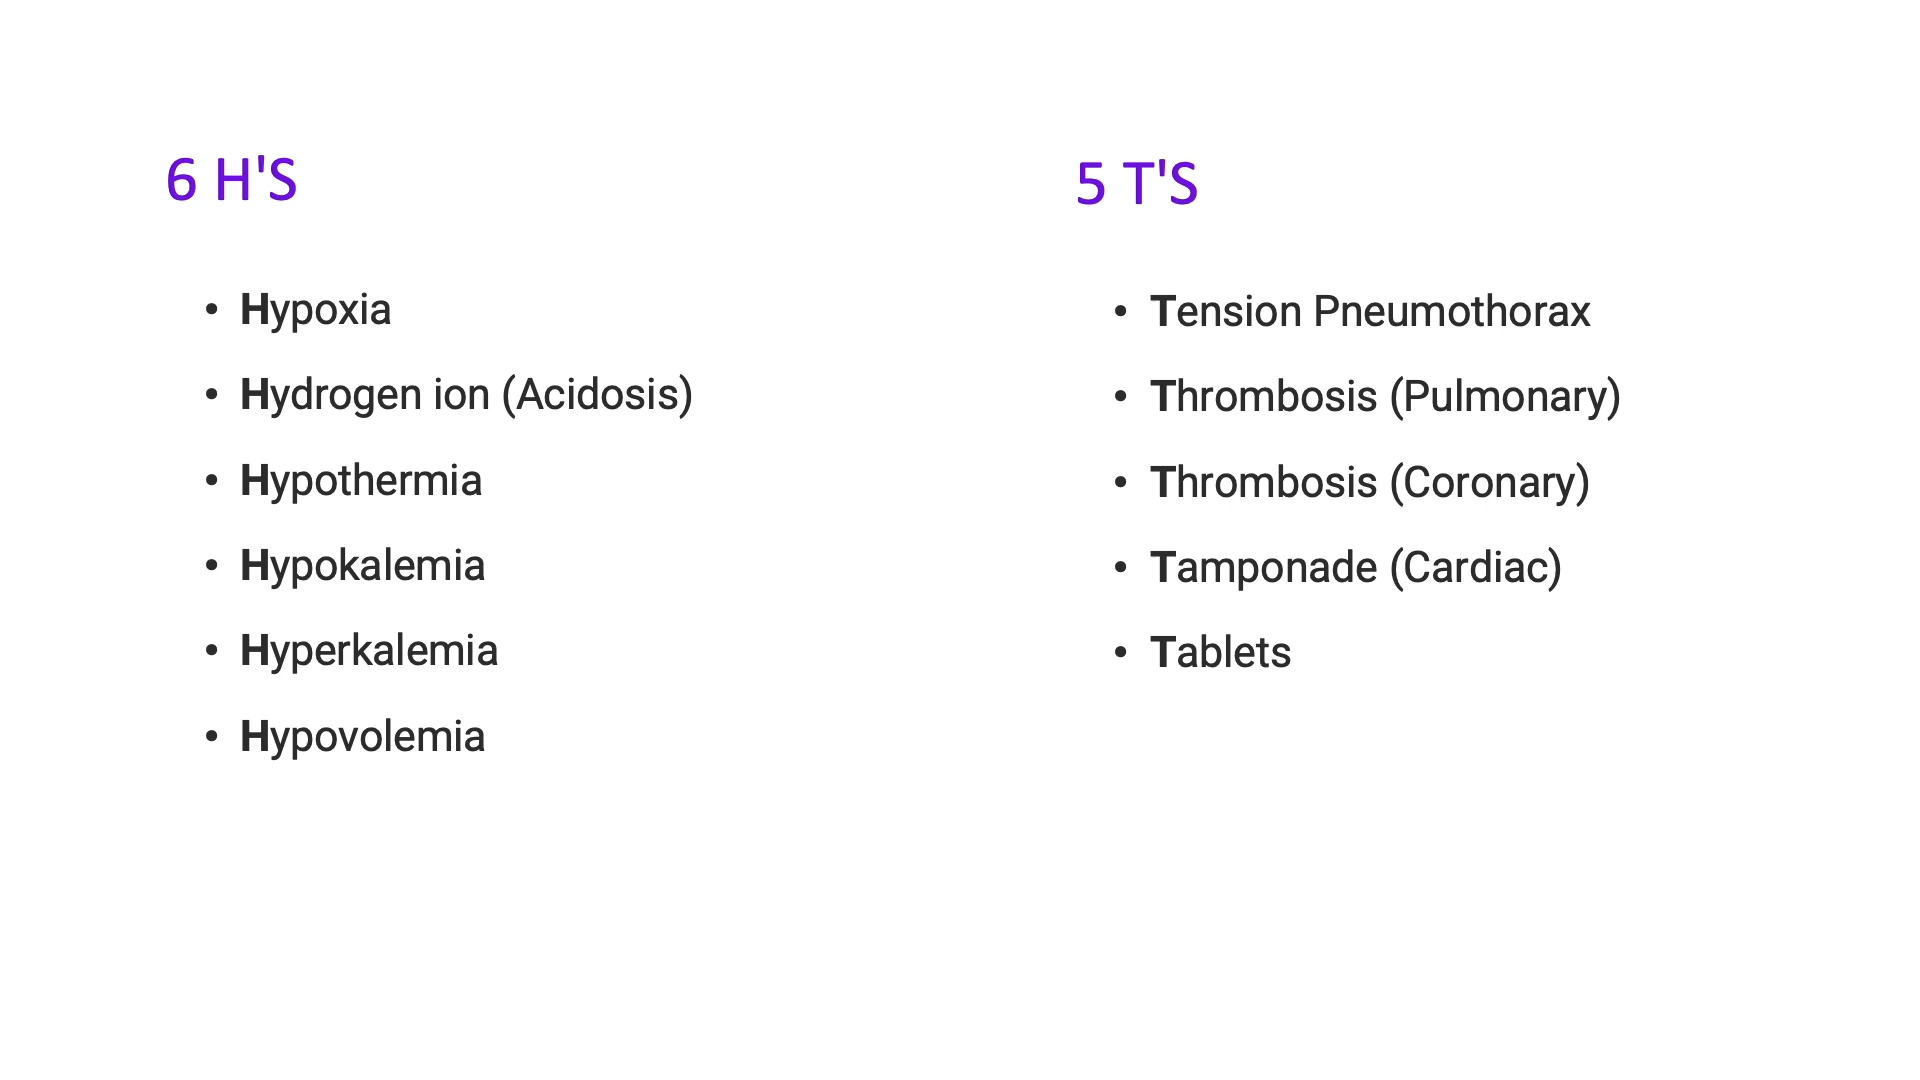 6 H'S
• Hypoxia
• Hydrogen ion (Acidosis)
• Hypothermia
• Hypokalemia
• Hyperkalemia
• Hypovolemia
5 T'S
• Tension Pneumothorax
• Thrombosis (Pulmonary)
• Thrombosis (Coronary)
• Tamponade (Cardiac)
• Tablets